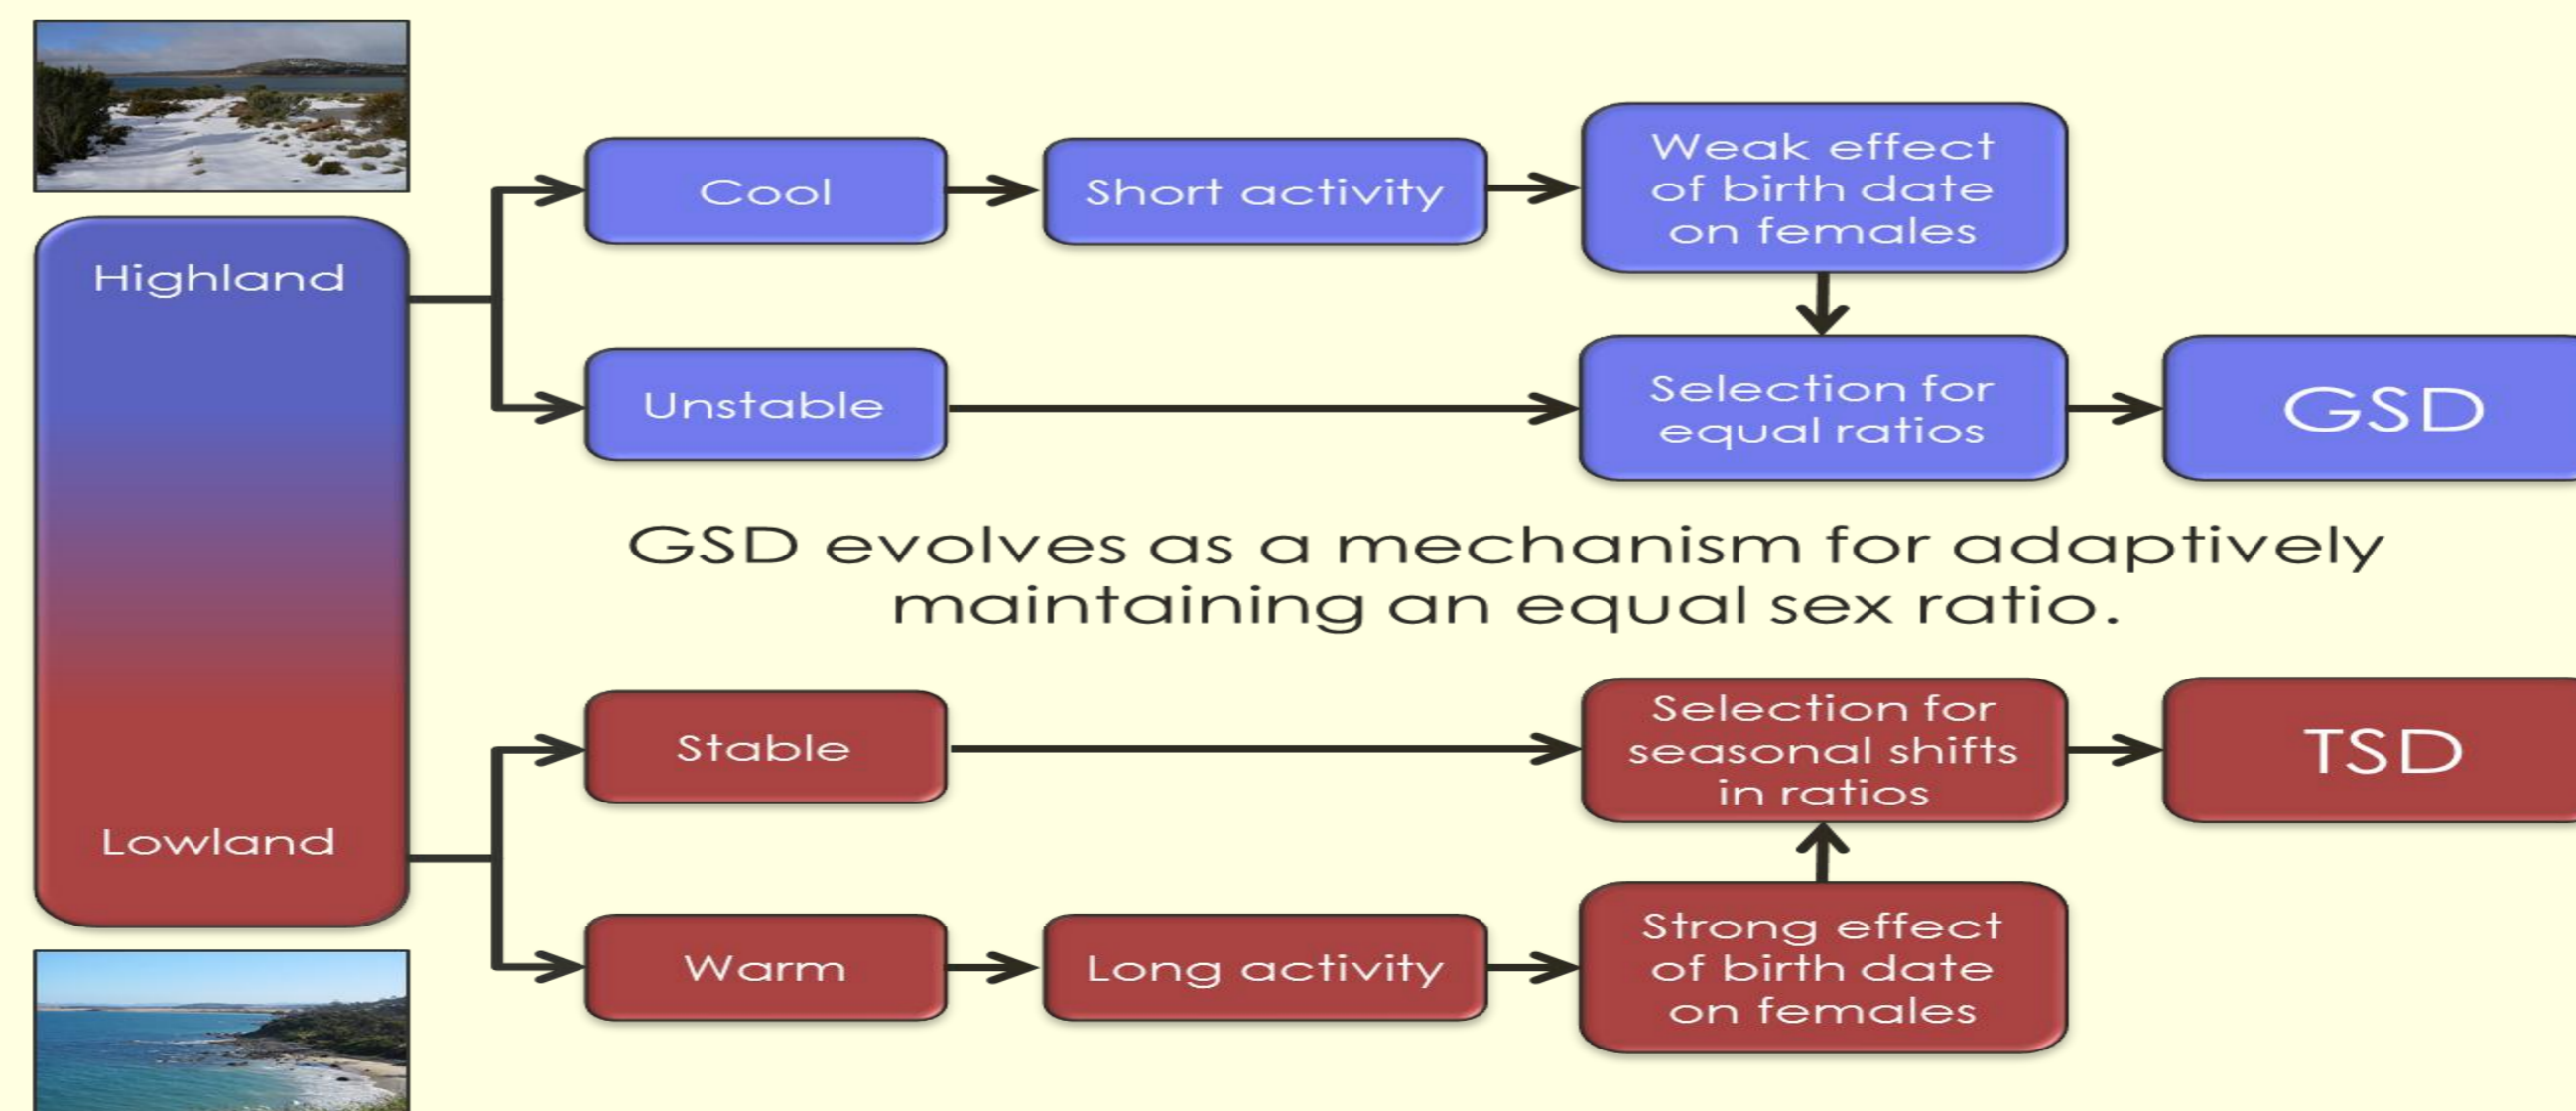 Highland
Cool
Short activity
Weak effect
of birth date
on females
Unstable
Selection for
equal ratios
GSD
GSD evolves as a mechanism for adaptively
maintaining an equal sex ratio.
Lowland
Stable
Selection for
seasonal shifts
in ratios
TSD
Warm
Long activity
Strong effect
of birth date
on females